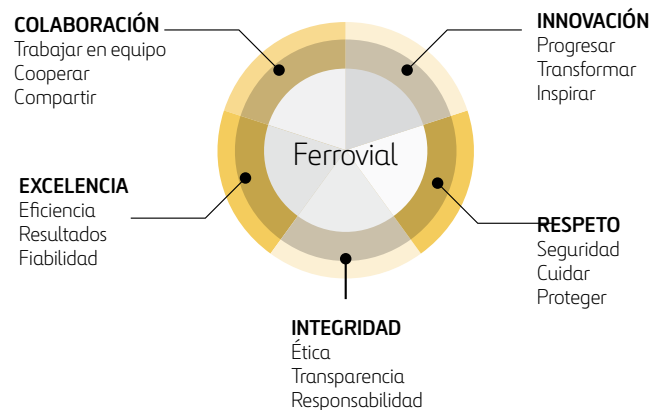 COLABORACIÓN
Trabajar en equipo
Cooperar
Compartir
INNOVACIÓN
Progresar
Transformar
Inspirar
Ferrovial
EXCELENCIA
Eficiencia
Resultados
Fiabilidad
RESPETO
Seguridad
Cuidar
Proteger
INTEGRIDAD
Ética
Transparencia
Responsabilidad